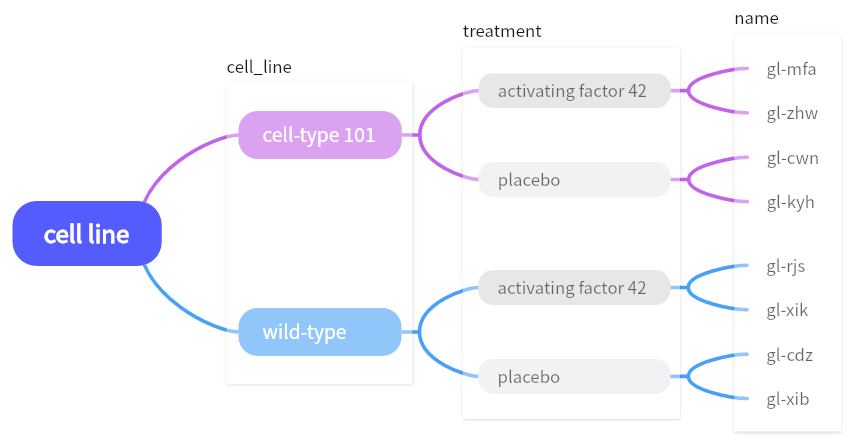 name
treatment
cell_line
gl-mfa
activating factor 42
gl-zhw
cell-type 101
gl-cwn
placebo
gl-kyh
cell line
gl-rjs
activating factor 42
gl-xik
wild-type
gl-cdz
placebo
gl-xib